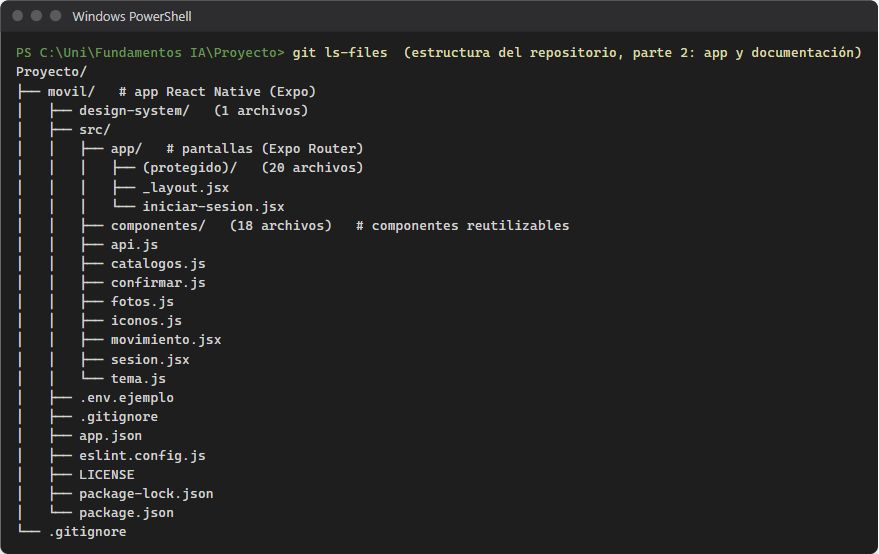 Windows PowerShell
PS C:\Uni\Fundamentos IA\Proyecto> git ls-files  (estructura del repositorio, parte 2: app y documentación)
Proyecto/
├── movil/   # app React Native (Expo)
│   ├── design-system/   (1 archivos)
│   ├── src/
│   │   ├── app/   # pantallas (Expo Router)
│   │   │   ├── (protegido)/   (20 archivos)
│   │   │   ├── _layout.jsx
│   │   │   └── iniciar-sesion.jsx
│   │   ├── componentes/   (18 archivos)   # componentes reutilizables
│   │   ├── api.js
│   │   ├── catalogos.js
│   │   ├── confirmar.js
│   │   ├── fotos.js
│   │   ├── iconos.js
│   │   ├── movimiento.jsx
│   │   ├── sesion.jsx
│   │   └── tema.js
│   ├── .env.ejemplo
│   ├── .gitignore
│   ├── app.json
│   ├── eslint.config.js
│   ├── LICENSE
│   ├── package-lock.json
│   └── package.json
└── .gitignore